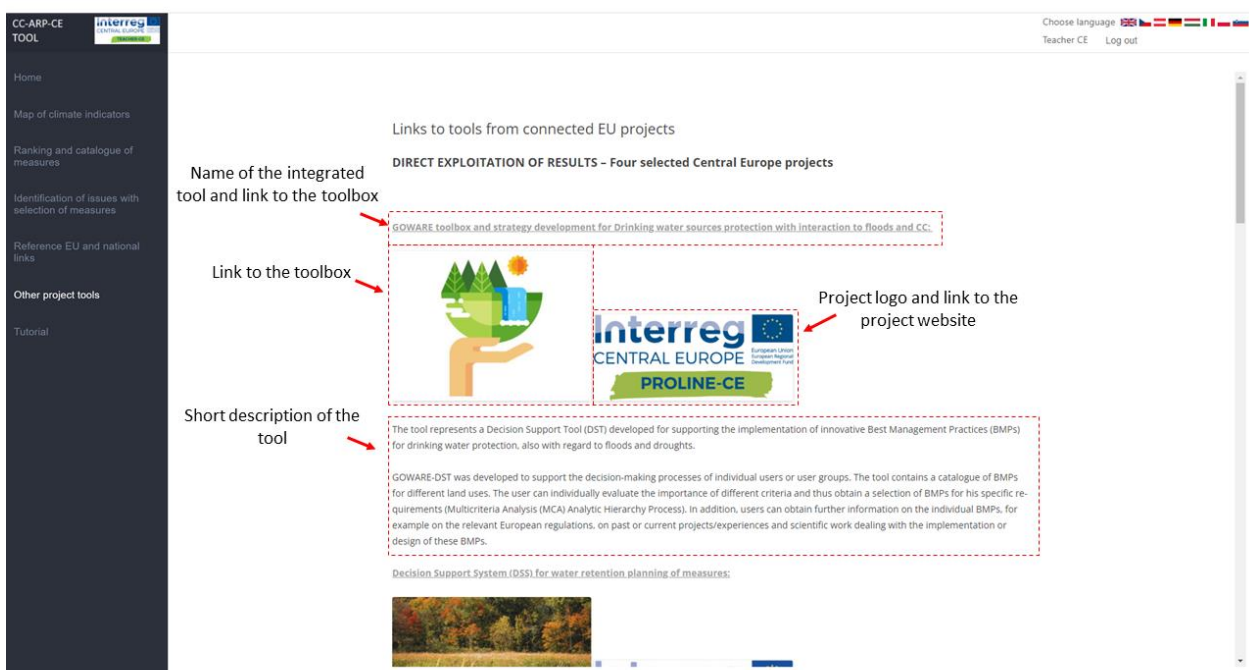 CC-ARP-CE
TOOL
Interreg
CENTRAL EUROPE
TEACHER-CE
Choose language
Teacher CE Log out
Home
Map of climate indicators
Ranking and catalogue of
measures
Identification of issues with
selection of measures
Reference EU and national
links
Other project tools
Tutorial
Links to tools from connected EU projects
DIRECT EXPLOITATION OF RESULTS – Four selected Central Europe projects
Name of the integrated
tool and link to the toolbox
GOWARE toolbox and strategy development for Drinking water sources protection with interaction to floods and CC:
Link to the toolbox
Project logo and link to the
project website
Interreg
CENTRAL EUROPE
European Union
European Regional
Development Fund
PROLINE-CE
Short description of the
tool
The tool represents a Decision Support Tool (DST) developed for supporting the implementation of innovative Best Management Practices (BMPs)
for drinking water protection, also with regard to floods and droughts.
GOWARE-DST was developed to support the decision-making processes of individual users or user groups. The tool contains a catalogue of BMPs
for different land uses. The user can individually evaluate the importance of different criteria and thus obtain a selection of BMPs for his specific re-
quirements (Multicriteria Analysis (MCA) Analytic Hierarchy Process). In addition, users can obtain further information on the individual BMPs, for
example on the relevant European regulations, on past or current projects/experiences and scientific work dealing with the implementation or
design of these BMPs.
Decision Support System (DSS) for water retention planning of measures: